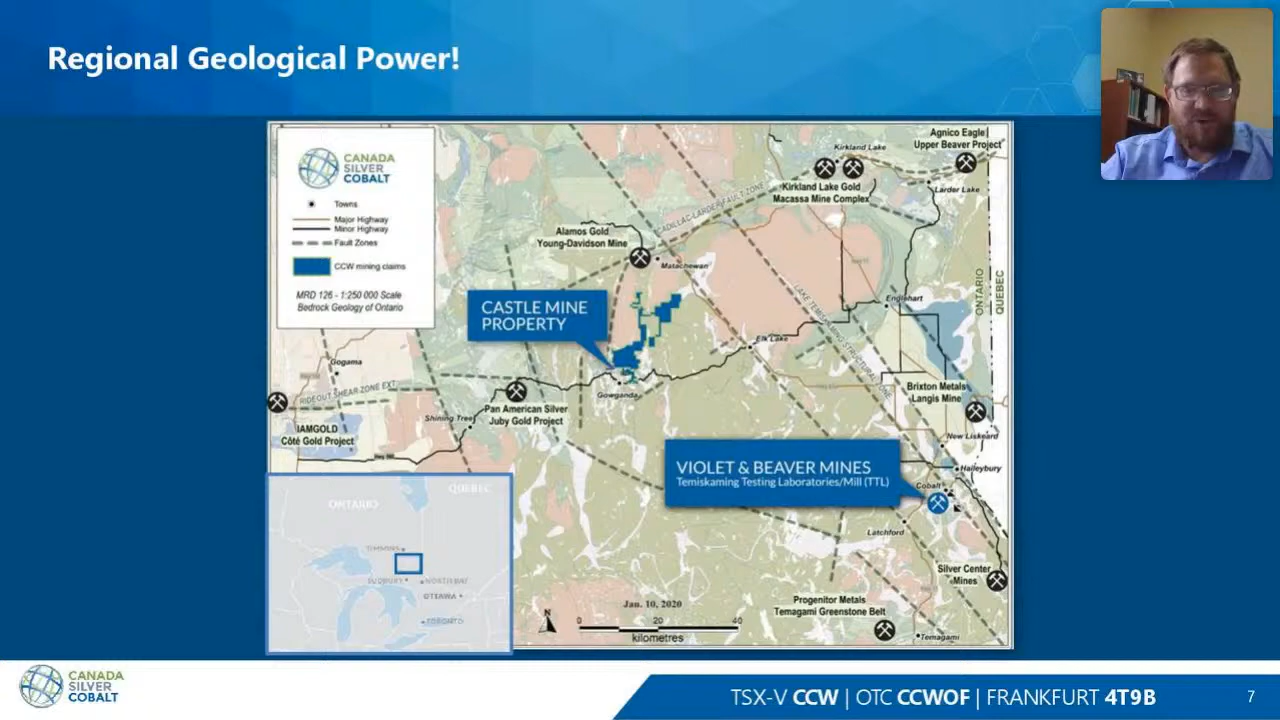 Regional Geological Power!
CANADA
SILVER
COBALT
Towns
Major Highway
Minor Highway
Fault Zones
CCW mining claims
MRD 126 - 1:250 000 Scale
Bedrock Geology of Ontario
Agnico Eagle
Upper Beaver Project
Kirkland Lake
Kirkland Lake Gold
Macassa Mine Complex
Larder Lake
CADILLAC-LARDER FAULT ZONE
Alamos Gold
Young-Davidson Mine
Matachewan
CASTLE MINE
PROPERTY
LAKE TEMISKAMING STRUCTURAL ZONE
Englehart
ONTARIO
QUEBEC
Elk Lake
Gogama
RIDEOUT SHEAR ZONE EXT
Gowganda
Brixton Metals
Langis Mine
Pan American Silver
Juby Gold Project
Shining Tree
IAMGOLD
Côté Gold Project
New Liskeard
VIOLET & BEAVER MINES
Temiskaming Testing Laboratories/Mill (TTL)
Haileybury
Cobalt
Latchford
ONTARIO
QUEBEC
TIMMINS
SUDBURY
NORTH BAY
OTTAWA
TORONTO
Silver Center
Mines
Progenitor Metals
Temagami Greenstone Belt
Temagami
Jan. 10, 2020
N
0 20 40
kilometres
CANADA
SILVER
COBALT
TSX-V CCW | OTC CCWOF | FRANKFURT 4T9B
7